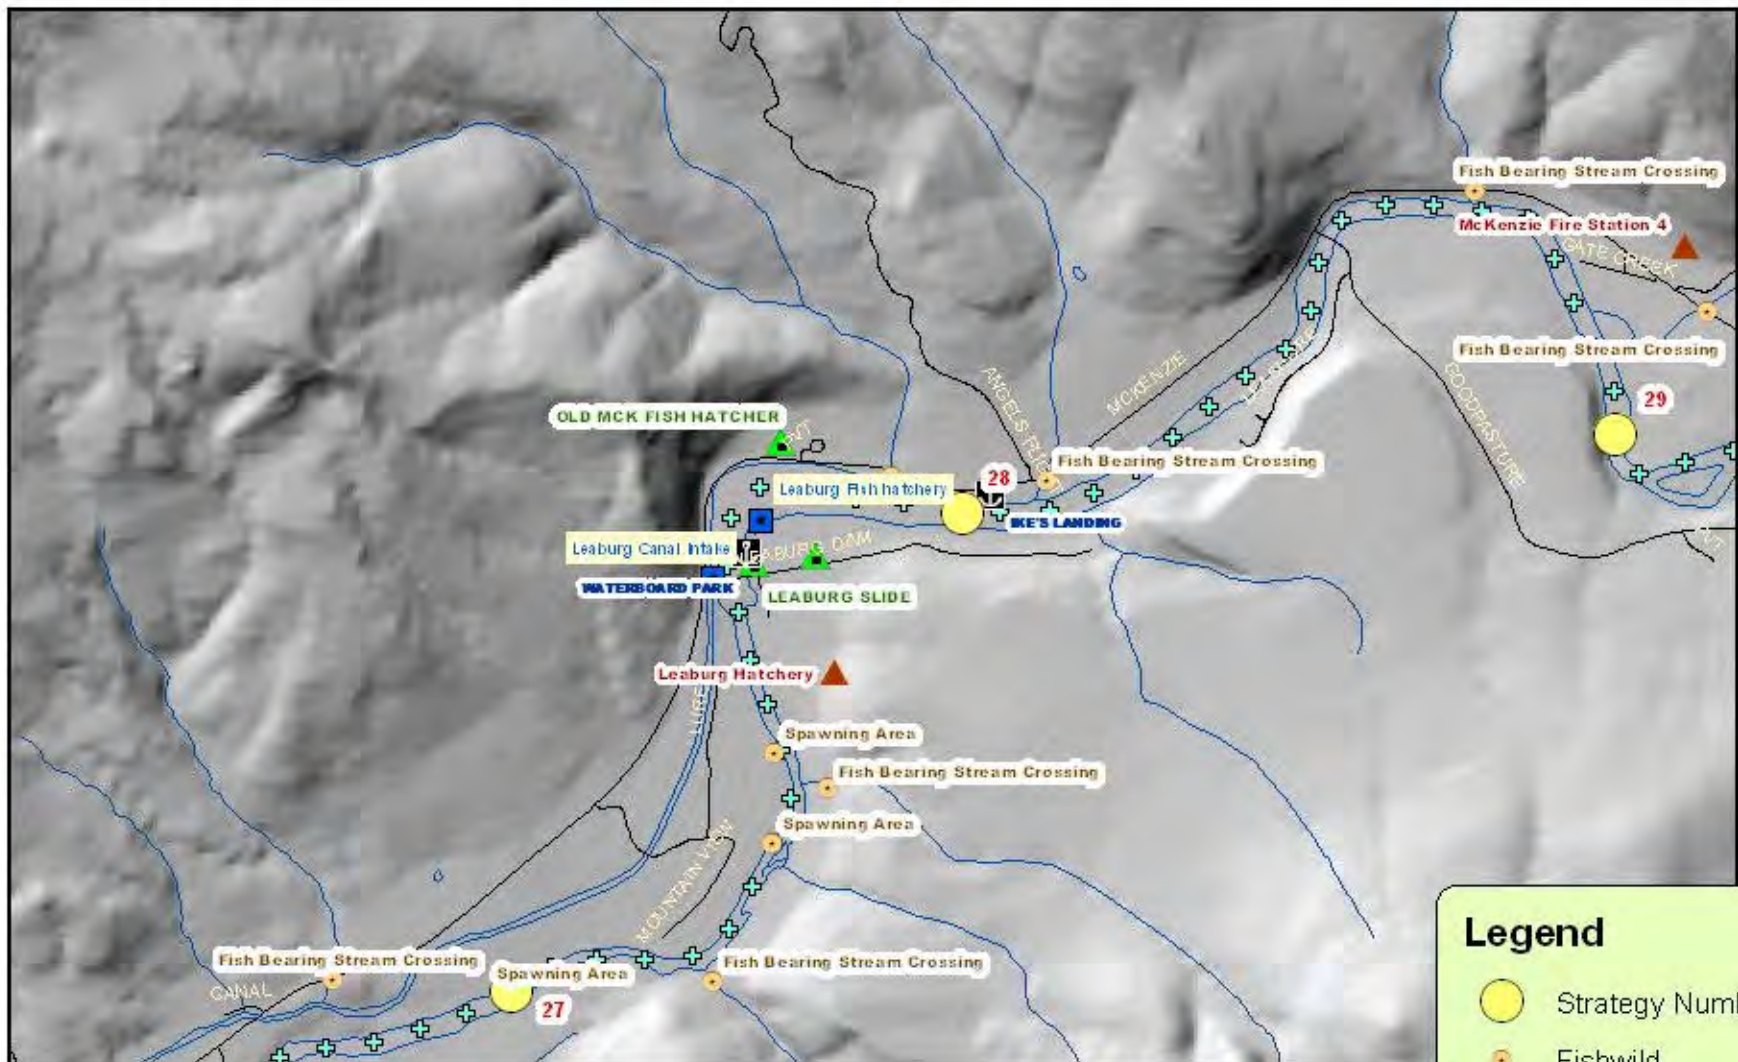 Fish Bearing Stream Crossing
McKenzie Fire Station 4
GATE CREEK
Fish Bearing Stream Crossing
MCKENZIE
GOODPASTURE
29
OLD MCK FISH HATCHER
PVT
Fish Bearing Stream Crossing
28
Leaburg Fish hatchery
IKE'S LANDING
Leaburg Canal Intake
LEABURG DAM
PVT
WATERBOARD PARK
LEABURG SLIDE
Leaburg Hatchery
Spawning Area
Fish Bearing Stream Crossing
Spawning Area
MOUNTAIN VIEW
Fish Bearing Stream Crossing
Spawning Area
Fish Bearing Stream Crossing
CANAL
27
Legend
Strategy Num
Fishwild